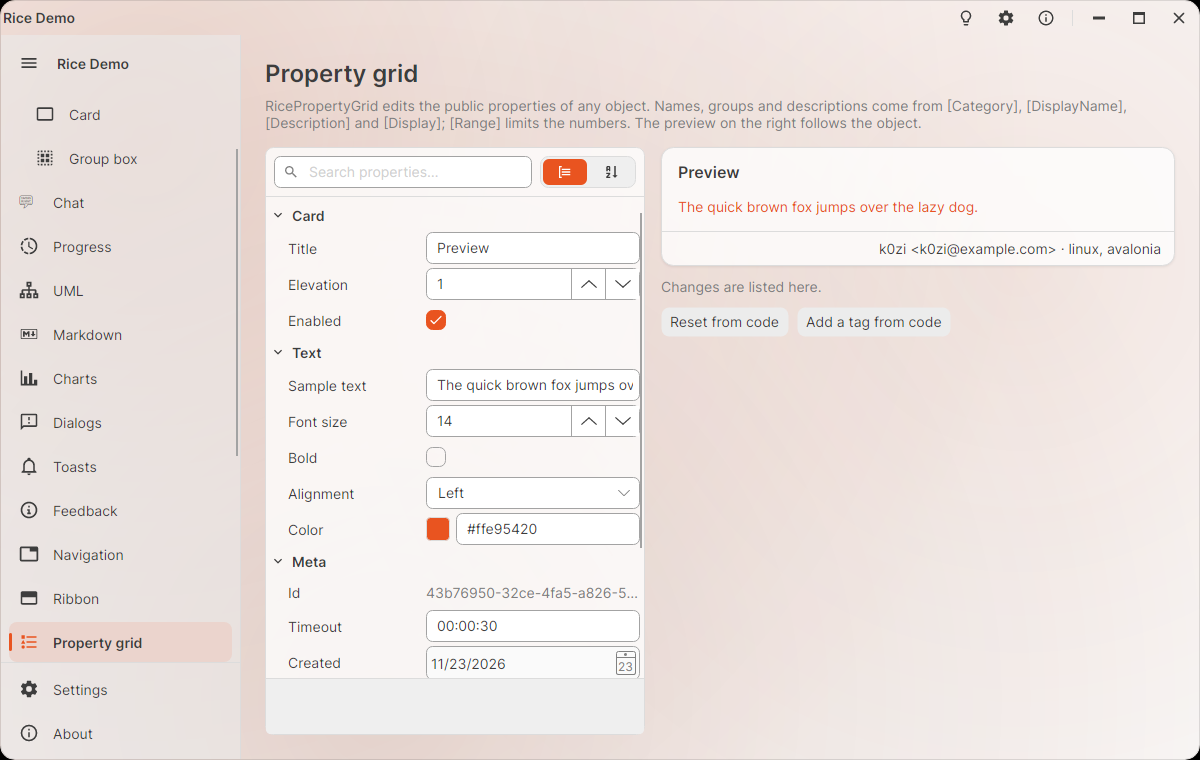 Rice Demo
Rice Demo
Card
Group box
Chat
Progress
UML
Markdown
Charts
Dialogs
Toasts
Feedback
Navigation
Ribbon
Property grid
Settings
About
Property grid
RicePropertyGrid edits the public properties of any object. Names, groups and descriptions come from [Category], [DisplayName],
[Description] and [Display]; [Range] limits the numbers. The preview on the right follows the object.
Search properties...
Card
Title
Preview
Elevation
1
Enabled
Text
Sample text
The quick brown fox jumps ov
Font size
14
Bold
Alignment
Left
Color
#ffe95420
Meta
Id
43b76950-32ce-4fa5-a826-5...
Timeout
00:00:30
Created
11/23/2026
23
Preview
The quick brown fox jumps over the lazy dog.
k0zi <k0zi@example.com> · linux, avalonia
Changes are listed here.
Reset from code
Add a tag from code